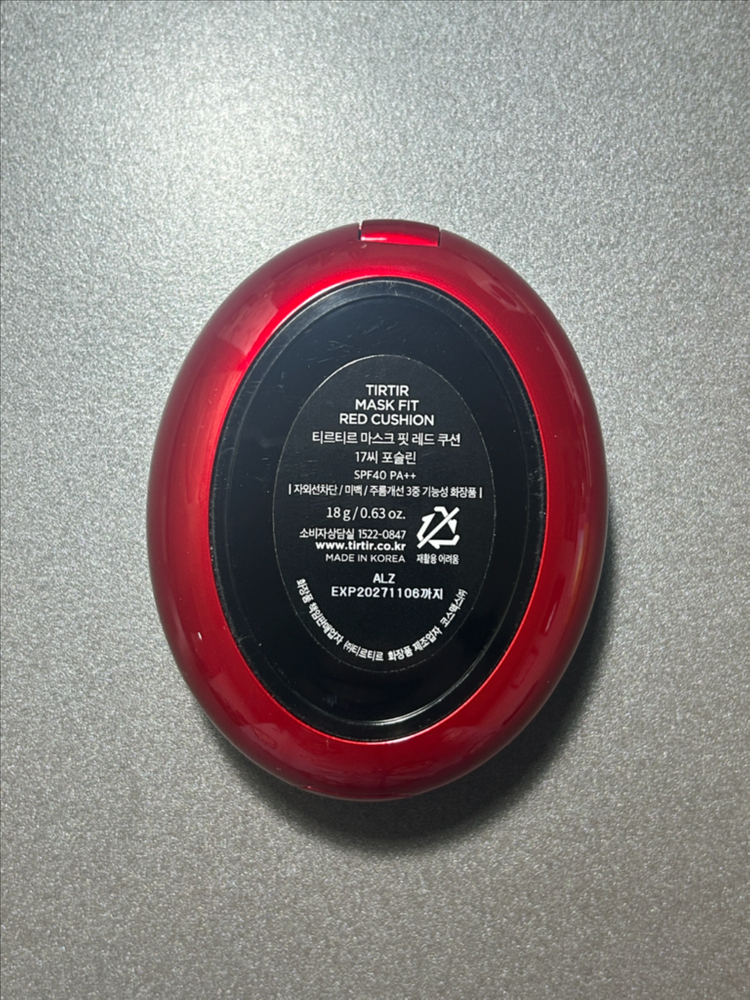 TIRTIR
MASK FIT
RED CUSHION
티르티르 마스크 핏 레드 쿠션
17씨 포슬린
SPF40 PA++
| 자외선차단 / 미백 / 주름개선 3중 기능성 화장품 |
18 g / 0.63 oz.
소비자상담실 1522-0847
www.tirtir.co.kr
MADE IN KOREA
재활용 어려움
ALZ
EXP20271106까지
화장품 책임판매업자 ㈜티르티르 화장품 제조업자 코스맥스㈜